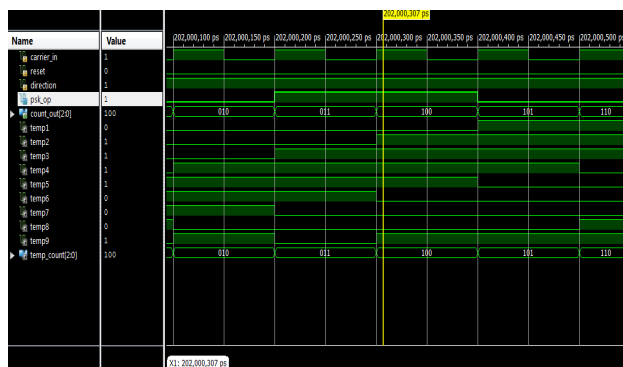 202,000,307 ps
Name Value 202,000,100 ps 202,000,150 ps 202,000,200 ps 202,000,250 ps 202,000,300 ps 202,000,350 ps 202,000,400 ps 202,000,450 ps 202,000,500 ps
carrier_in 1
reset 0
direction 1
psk_op 1
count_out[2:0] 100 010 011 100 101 110
temp1 0
temp2 1
temp3 1
temp4 1
temp5 1
temp6 0
temp7 0
temp8 0
temp9 1
temp_count[2:0] 100 010 011 100 101 110
X1: 202,000,307 ps